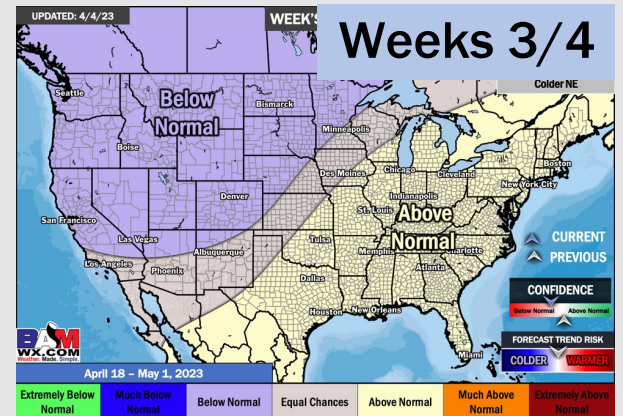 UPDATED: 4/4/23
WEEK'S
Weeks 3/4
Colder NE
Seattle
Below
Normal
Bismarck
Minneapolis
Boise
Des Moines
Chicago
Cleveland
Boston
New York City
Denver
Indianapolis
St. Louis
Above
Normal
San Francisco
Las Vegas
Albuquerque
Tulsa
Memphis
Charlotte
CURRENT
PREVIOUS
Los Angeles
Phoenix
Atlanta
Dallas
CONFIDENCE
Below Normal Above Normal
Houston
New Orleans
Miami
FORECAST TREND RISK
COLDER WARMER
BAM
WX.COM
Weather. Made. Simple.
April 18 – May 1, 2023
Extremely Below Normal
Much Below Normal
Below Normal
Equal Chances
Above Normal
Much Above Normal
Extremely Above Normal